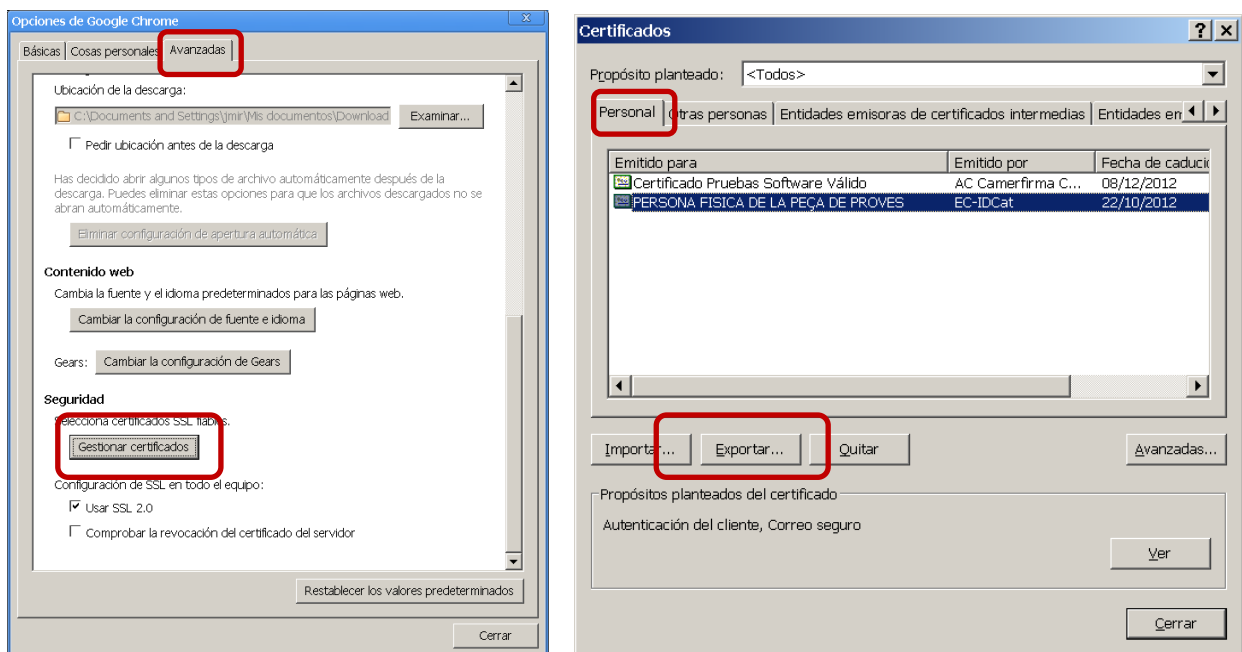 Opciones de Google Chrome
Básicas
Cosas personales
Avanzadas
Ubicación de la descarga:
C:\Documents and Settings\jmir\Mis documentos\Download
Examinar...
Pedir ubicación antes de la descarga
Has decidido abrir algunos tipos de archivo automáticamente después de la
descarga. Puedes eliminar estas opciones para que los archivos descargados no se
abran automáticamente.
Eliminar configuración de apertura automática
Contenido web
Cambia la fuente y el idioma predeterminados para las páginas web.
Cambiar la configuración de fuente e idioma
Gears:
Cambiar la configuración de Gears
Seguridad
Selecciona certificados SSL fiables.
Gestionar certificados
Configuración de SSL en todo el equipo:
Usar SSL 2.0
Comprobar la revocación del certificado del servidor
Restablecer los valores predeterminados
Cerrar
Certificados
Propósito planteado:
<Todos>
Personal
Otras personas
Entidades emisoras de certificados intermedias
Entidades em
Emitido para
Emitido por
Fecha de caducid
Certificado Pruebas Software Válido
AC Camerfirma C...
08/12/2012
PERSONA FISICA DE LA PEÇA DE PROVES
EC-IDCat
22/10/2012
Importar...
Exportar...
Quitar
Avanzadas...
Propósitos planteados del certificado
Autenticación del cliente, Correo seguro
Ver
Cerrar